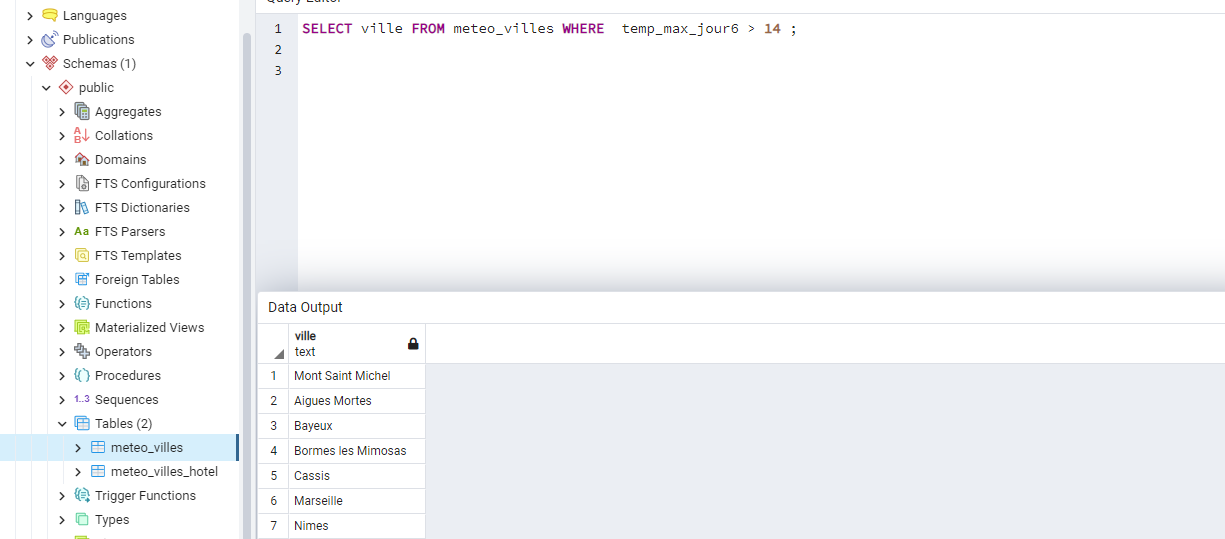 Languages
Publications
Schemas (1)
public
Aggregates
Collations
Domains
FTS Configurations
FTS Dictionaries
Aa FTS Parsers
FTS Templates
Foreign Tables
Functions
Materialized Views
Operators
Procedures
1..3 Sequences
Tables (2)
meteo_villes
meteo_villes_hotel
Trigger Functions
Types
Query Editor
1 SELECT ville FROM meteo_villes WHERE  temp_max_jour6 > 14 ;
2
3
Data Output
ville
text
1 Mont Saint Michel
2 Aigues Mortes
3 Bayeux
4 Bormes les Mimosas
5 Cassis
6 Marseille
7 Nimes